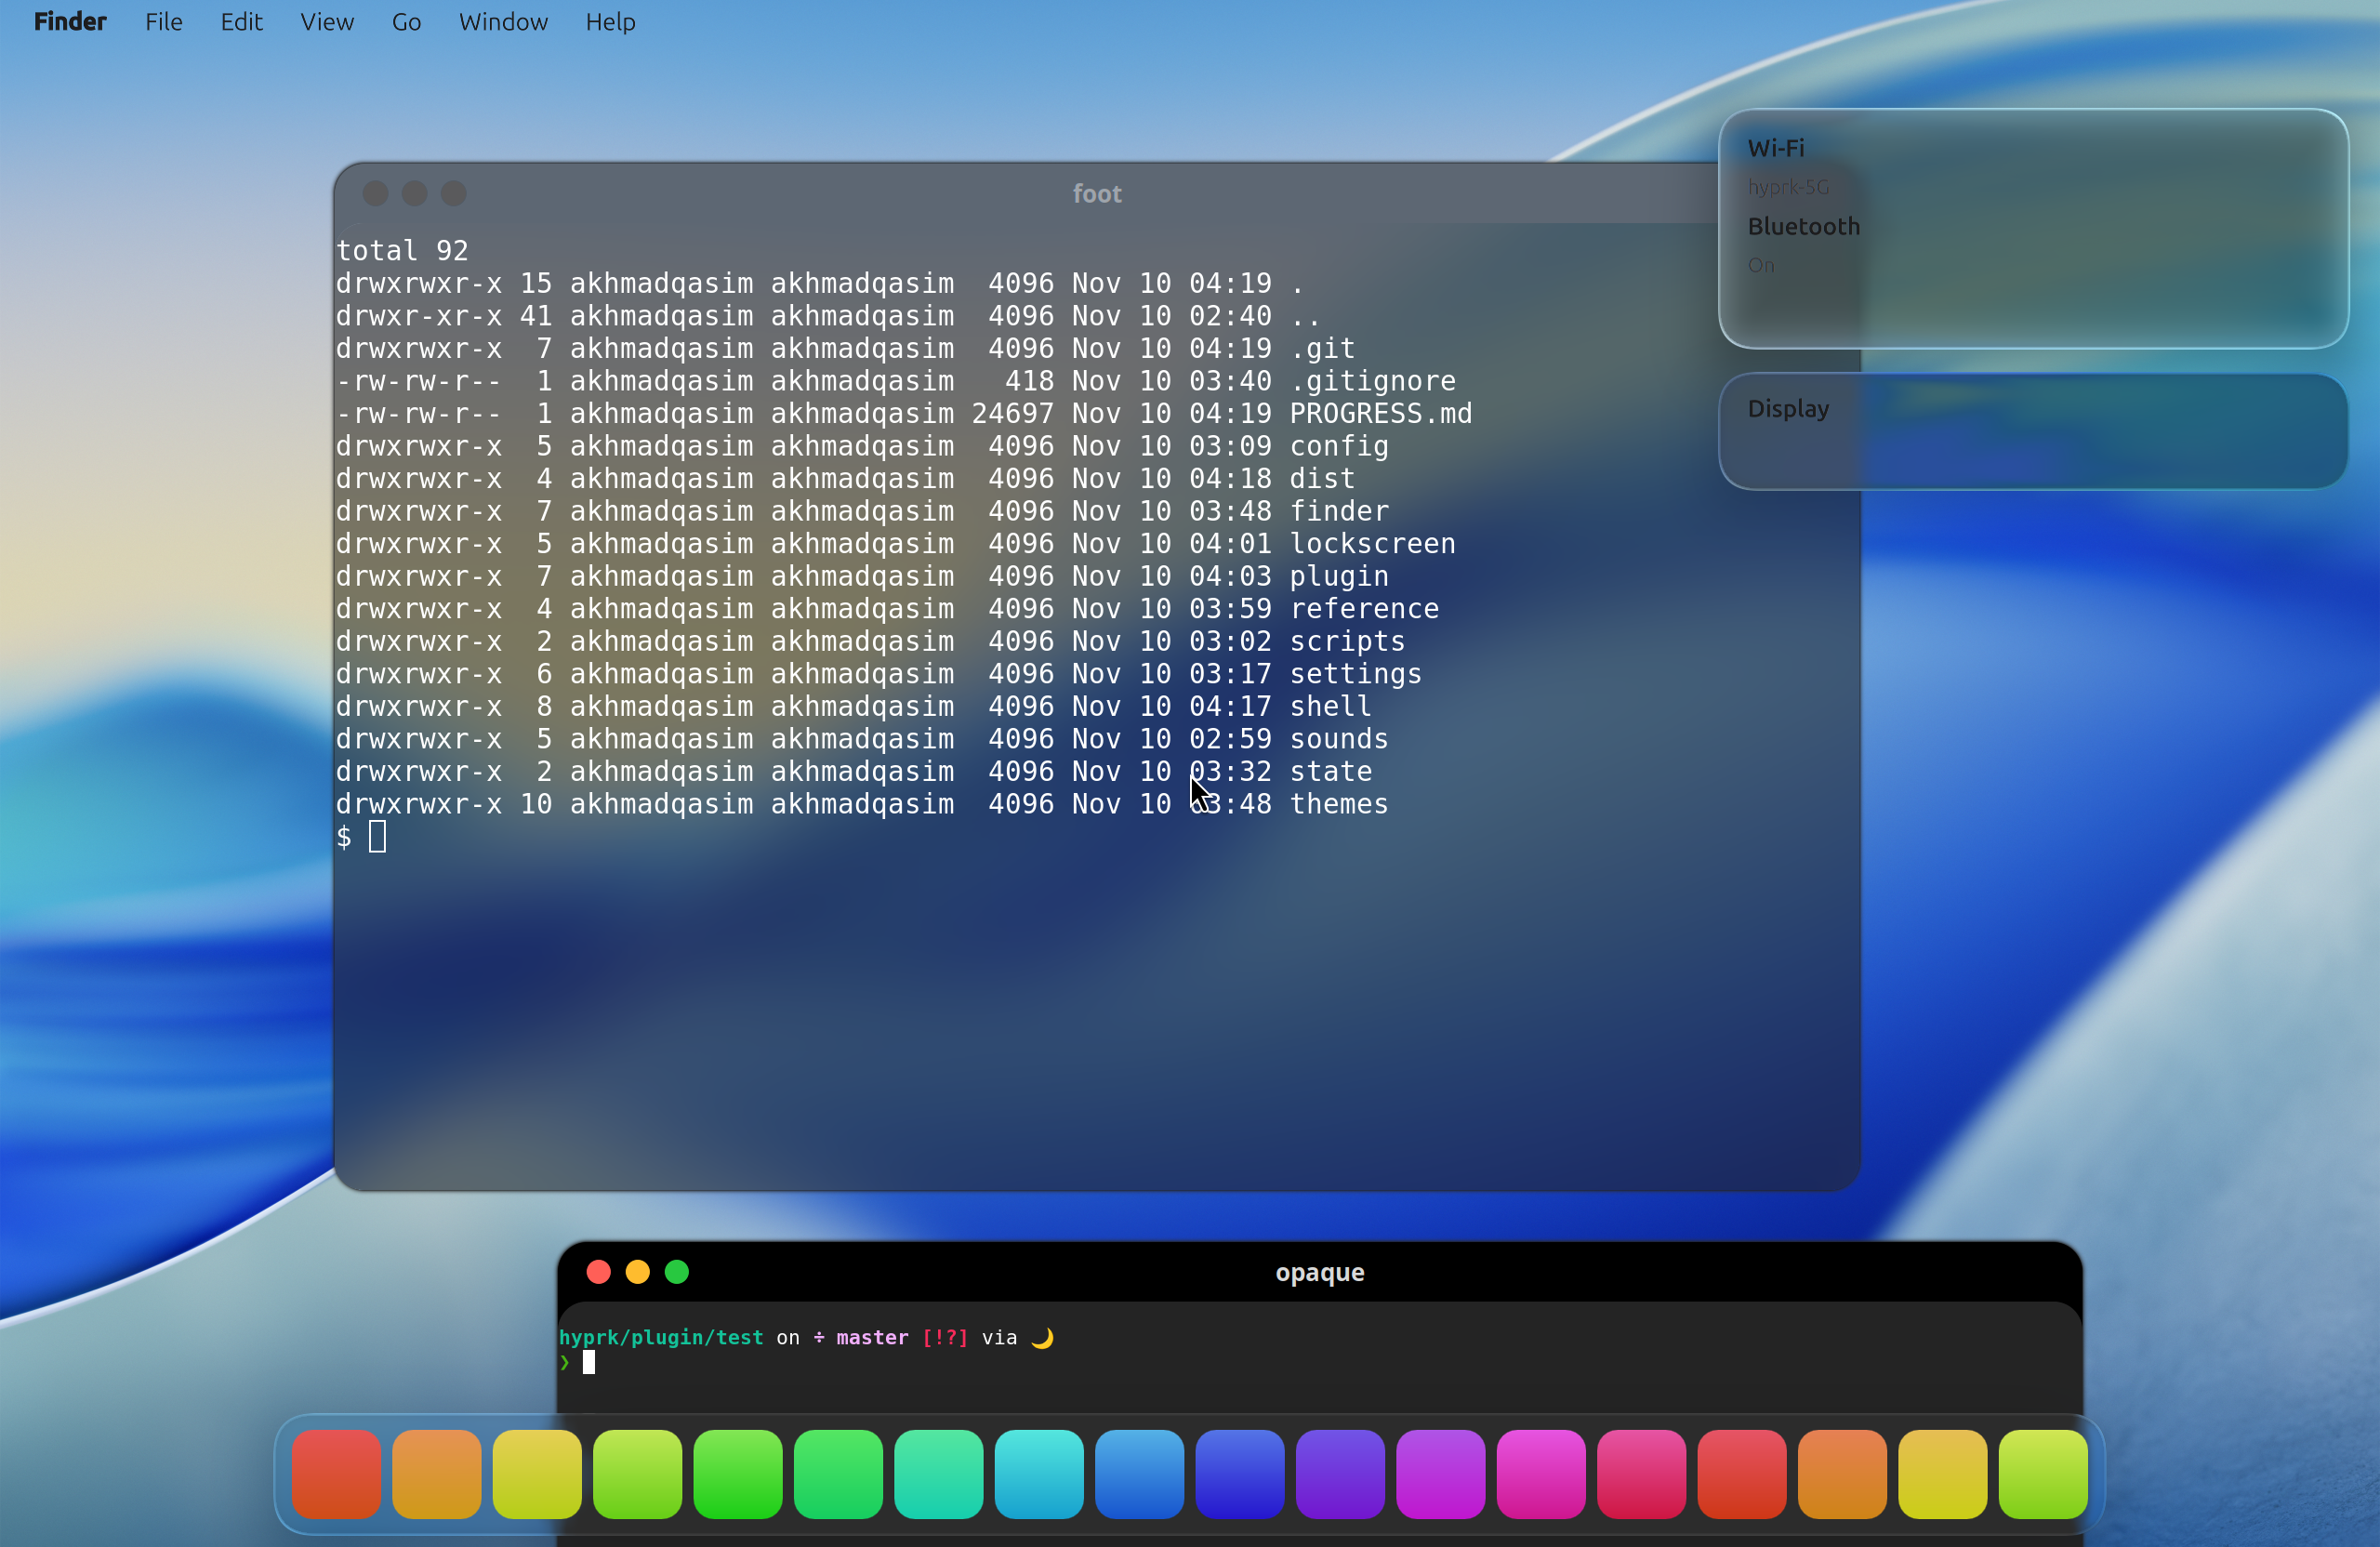 Finder File Edit View Go Window Help
foot
total 92
drwxrwxr-x 15 akhmadqasim akhmadqasim  4096 Nov 10 04:19 .
drwxr-xr-x 41 akhmadqasim akhmadqasim  4096 Nov 10 02:40 ..
drwxrwxr-x  7 akhmadqasim akhmadqasim  4096 Nov 10 04:19 .git
-rw-rw-r--  1 akhmadqasim akhmadqasim   418 Nov 10 03:40 .gitignore
-rw-rw-r--  1 akhmadqasim akhmadqasim 24697 Nov 10 04:19 PROGRESS.md
drwxrwxr-x  5 akhmadqasim akhmadqasim  4096 Nov 10 03:09 config
drwxrwxr-x  4 akhmadqasim akhmadqasim  4096 Nov 10 04:18 dist
drwxrwxr-x  7 akhmadqasim akhmadqasim  4096 Nov 10 03:48 finder
drwxrwxr-x  5 akhmadqasim akhmadqasim  4096 Nov 10 04:01 lockscreen
drwxrwxr-x  7 akhmadqasim akhmadqasim  4096 Nov 10 04:03 plugin
drwxrwxr-x  4 akhmadqasim akhmadqasim  4096 Nov 10 03:59 reference
drwxrwxr-x  2 akhmadqasim akhmadqasim  4096 Nov 10 03:02 scripts
drwxrwxr-x  6 akhmadqasim akhmadqasim  4096 Nov 10 03:17 settings
drwxrwxr-x  8 akhmadqasim akhmadqasim  4096 Nov 10 04:17 shell
drwxrwxr-x  5 akhmadqasim akhmadqasim  4096 Nov 10 02:59 sounds
drwxrwxr-x  2 akhmadqasim akhmadqasim  4096 Nov 10 03:32 state
drwxrwxr-x 10 akhmadqasim akhmadqasim  4096 Nov 10 03:48 themes
$
Wi-Fi
hyprk-5G
Bluetooth
On
Display
opaque
hyprk/plugin/test on ÷ master [!?] via 🌙
❯